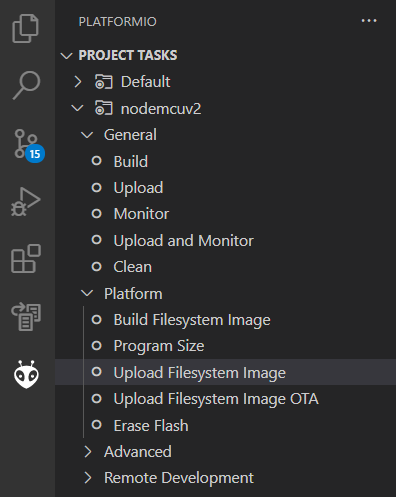 PLATFORMIO
PROJECT TASKS
Default
nodemcuv2
General
Build
Upload
15
Monitor
Upload and Monitor
Clean
Platform
Build Filesystem Image
Program Size
Upload Filesystem Image
Upload Filesystem Image OTA
Erase Flash
Advanced
Remote Development